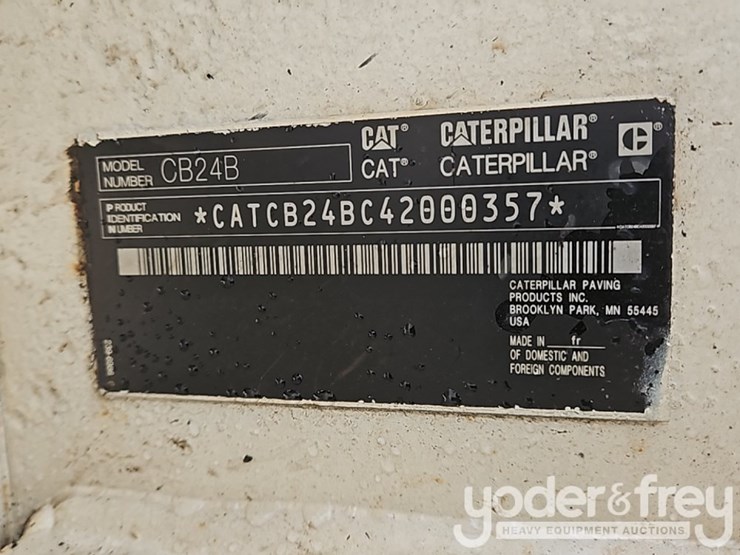 CAT® CATERPILLAR® C
CAT® CATERPILLAR®
MODEL NUMBER CB24B
PRODUCT IDENTIFICATION NUMBER *CATCB24BC42000357*
CATERPILLAR PAVING
PRODUCTS INC.
BROOKLYN PARK, MN 55445
USA
MADE IN fr
OF DOMESTIC AND
FOREIGN COMPONENTS
yoder&frey
HEAVY EQUIPMENT AUCTIONS